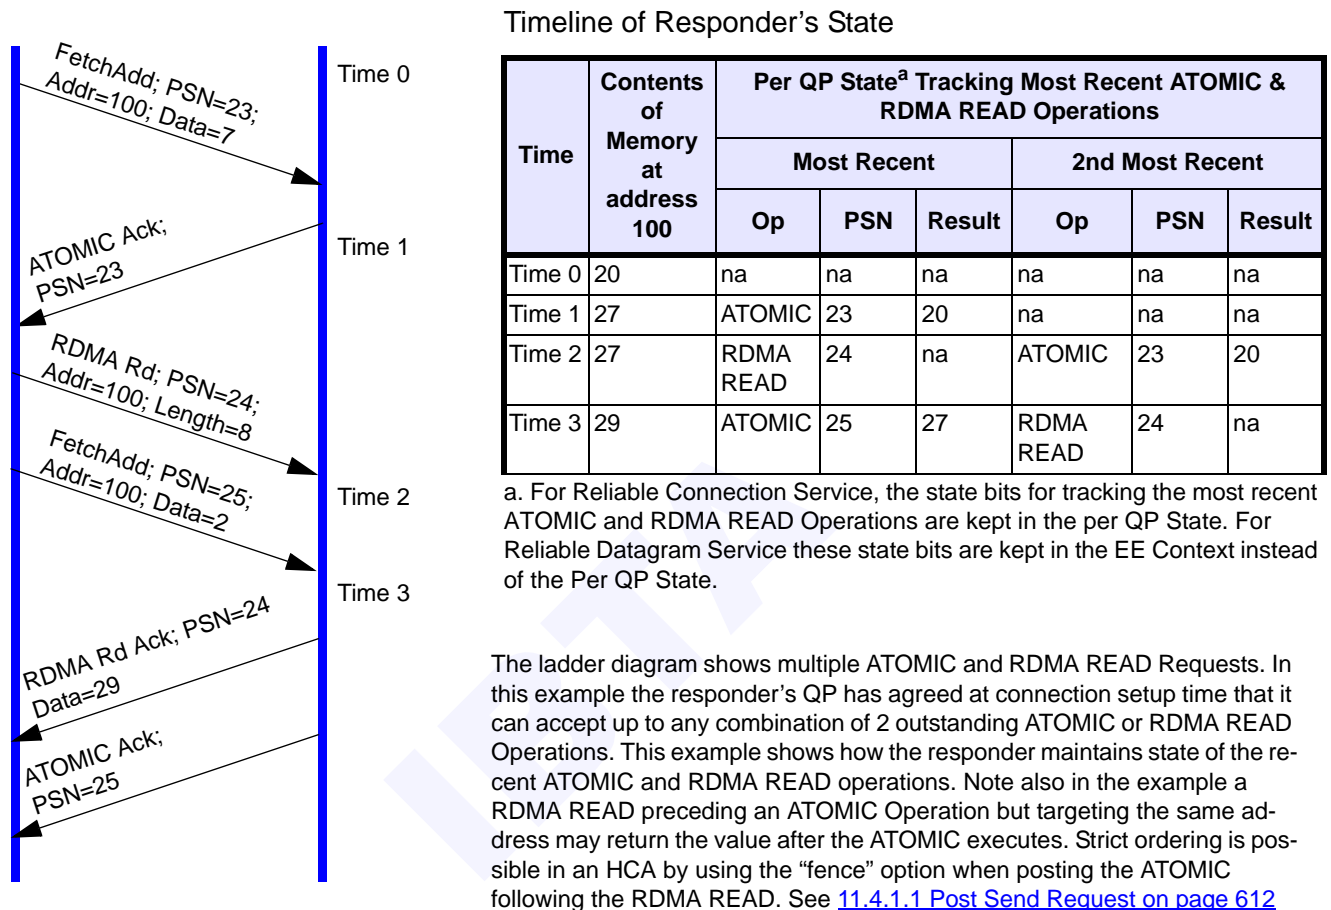 Timeline of Responder's State
FetchAdd; PSN=23;
Addr=100; Data=7
ATOMIC Ack;
PSN=23
RDMA Rd; PSN=24;
Addr=100; Length=8
FetchAdd; PSN=25;
Addr=100; Data=2
RDMA Rd Ack; PSN=24
Data=29
ATOMIC Ack;
PSN=25
Time 0
Time 1
Time 2
Time 3
Time
Contents
of
Memory
at
address
100
Per QP State^a Tracking Most Recent ATOMIC &
RDMA READ Operations
Most Recent
2nd Most Recent
Op PSN Result Op PSN Result
Time 0 20 na na na na na na
Time 1 27 ATOMIC 23 20 na na na
Time 2 27 RDMA READ 24 na ATOMIC 23 20
Time 3 29 ATOMIC 25 27 RDMA READ 24 na
a. For Reliable Connection Service, the state bits for tracking the most recent
ATOMIC and RDMA READ Operations are kept in the per QP State. For
Reliable Datagram Service these state bits are kept in the EE Context instead
of the Per QP State.
The ladder diagram shows multiple ATOMIC and RDMA READ Requests. In
this example the responder's QP has agreed at connection setup time that it
can accept up to any combination of 2 outstanding ATOMIC or RDMA READ
Operations. This example shows how the responder maintains state of the re-
cent ATOMIC and RDMA READ operations. Note also in the example a
RDMA READ preceding an ATOMIC Operation but targeting the same ad-
dress may return the value after the ATOMIC executes. Strict ordering is pos-
sible in an HCA by using the “fence” option when posting the ATOMIC
following the RDMA READ. See 11.4.1.1 Post Send Request on page 612
IBTA